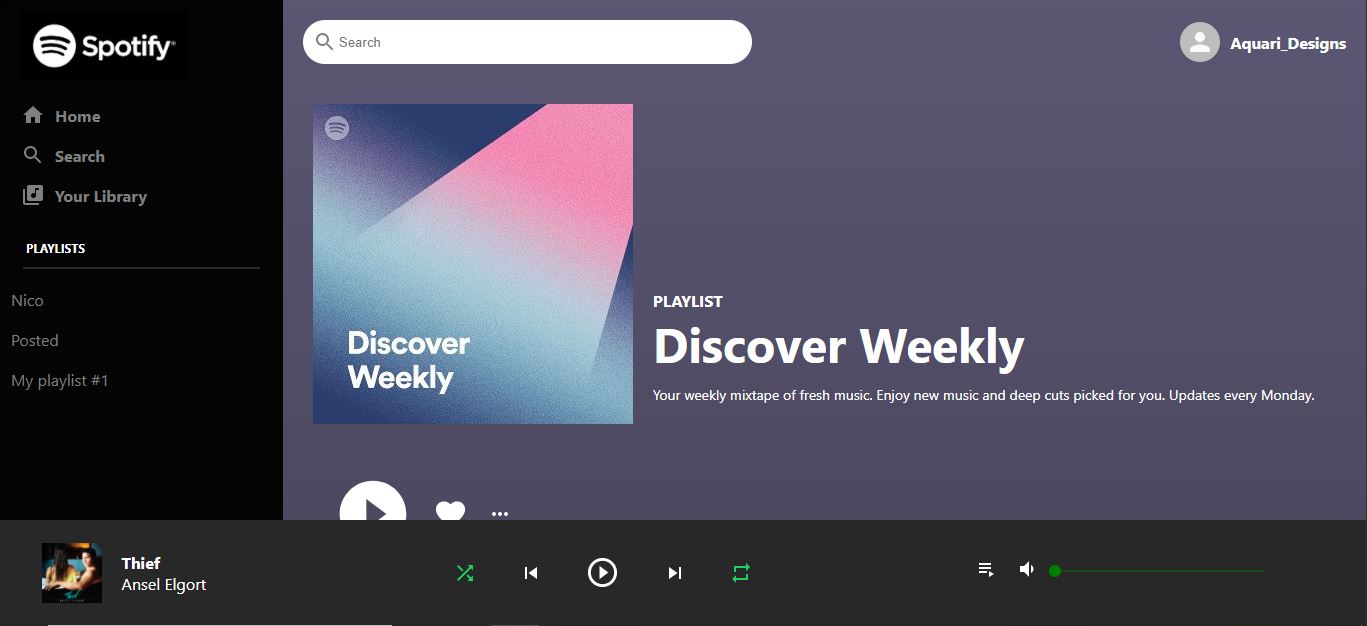 Spotify
Home
Search
Your Library
PLAYLISTS
Nico
Posted
My playlist #1
Search
Aquari_Designs
Discover
Weekly
PLAYLIST
Discover Weekly
Your weekly mixtape of fresh music. Enjoy new music and deep cuts picked for you. Updates every Monday.
Thief
Ansel Elgort